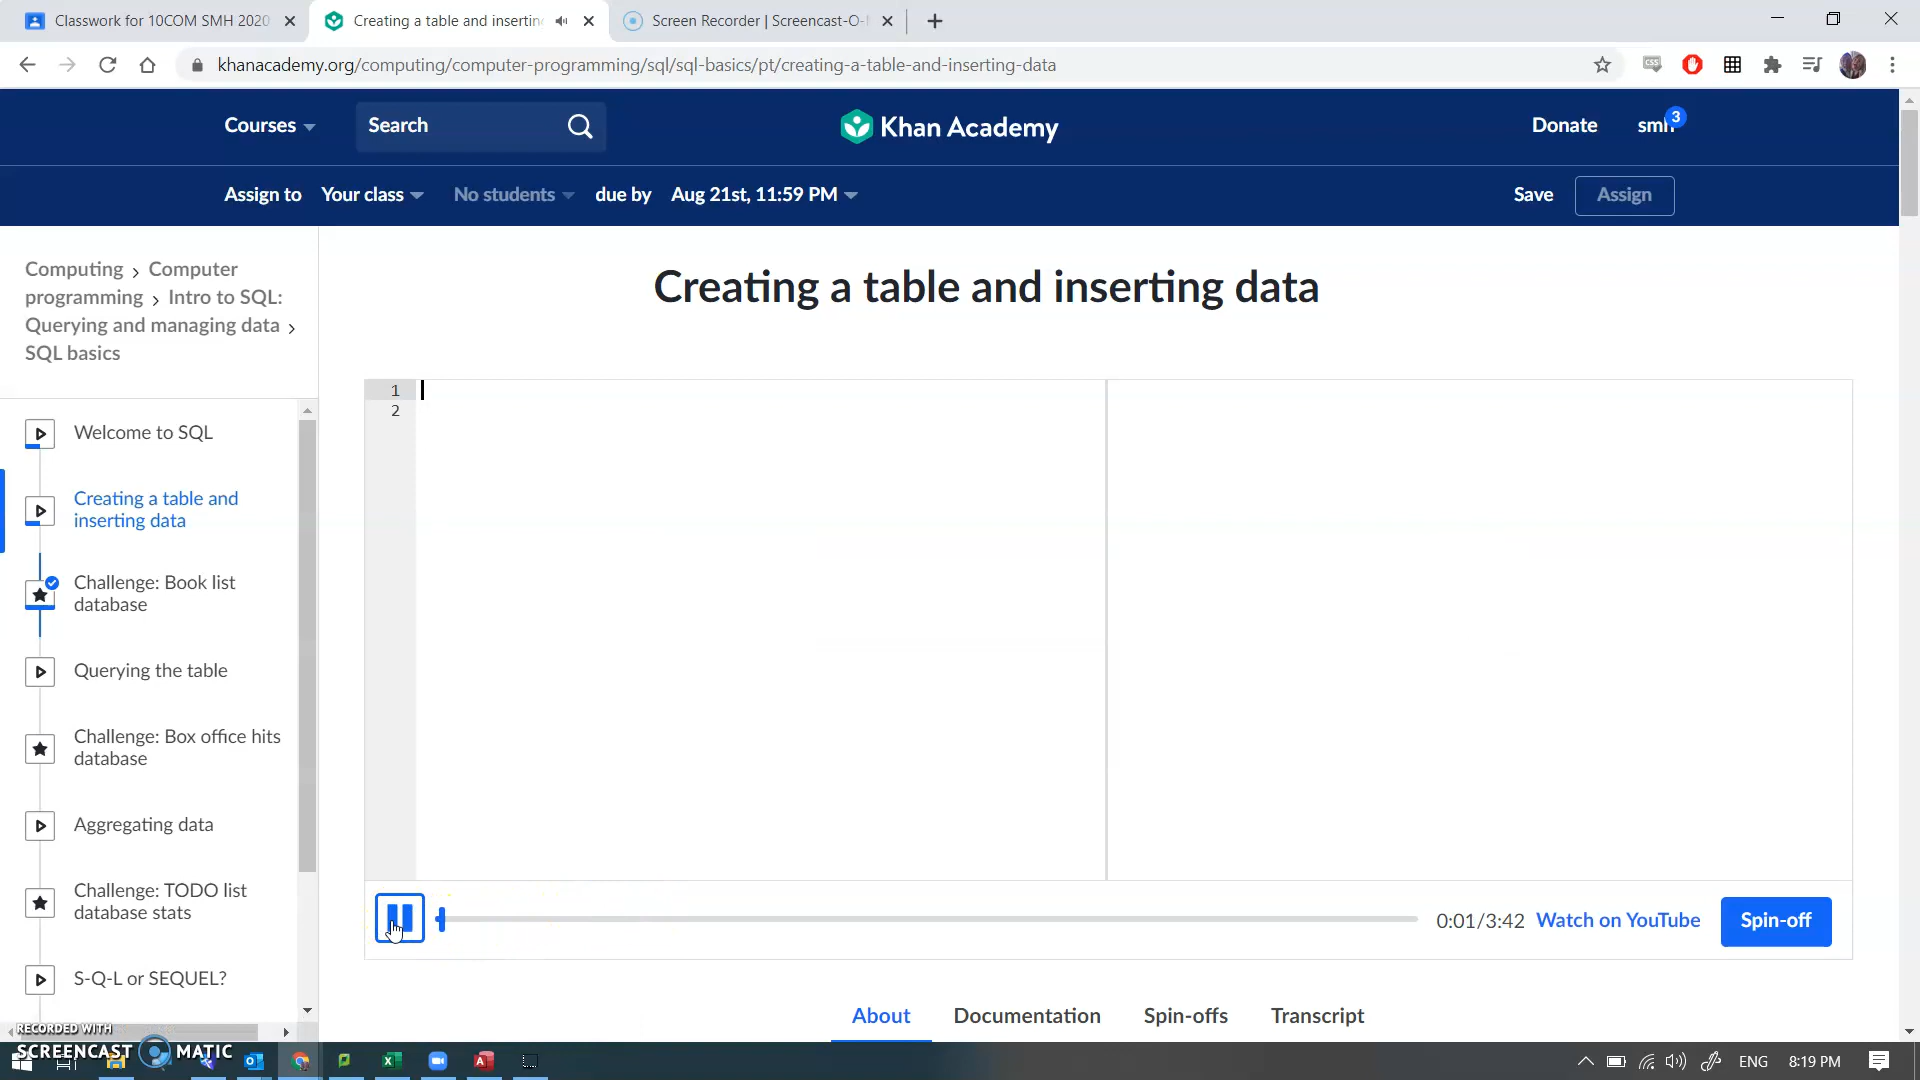 Classwork for 10COM SMH 2020
Creating a table and insertin
Screen Recorder | Screencast-O-
khanacademy.org/computing/computer-programming/sql/sql-basics/pt/creating-a-table-and-inserting-data
Courses
Search
Khan Academy
Donate
smh
3
Assign to
Your class
No students
due by
Aug 21st, 11:59 PM
Save
Assign
Computing › Computer
programming › Intro to SQL:
Querying and managing data ›
SQL basics
Creating a table and inserting data
Welcome to SQL
Creating a table and
inserting data
Challenge: Book list
database
Querying the table
Challenge: Box office hits
database
Aggregating data
Challenge: TODO list
database stats
S-Q-L or SEQUEL?
1
2
0:01/3:42
Watch on YouTube
Spin-off
About
Documentation
Spin-offs
Transcript
RECORDED WITH
SCREENCAST MATIC
ENG
8:19 PM